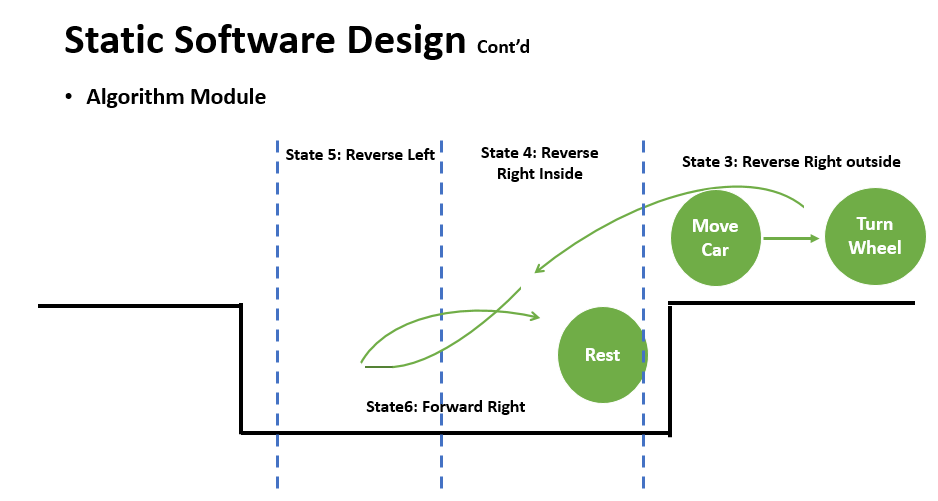 Static Software Design Cont'd
• Algorithm Module
State 5: Reverse Left
State 4: Reverse
Right Inside
State 3: Reverse Right outside
Move
Car
Turn
Wheel
Rest
State6: Forward Right